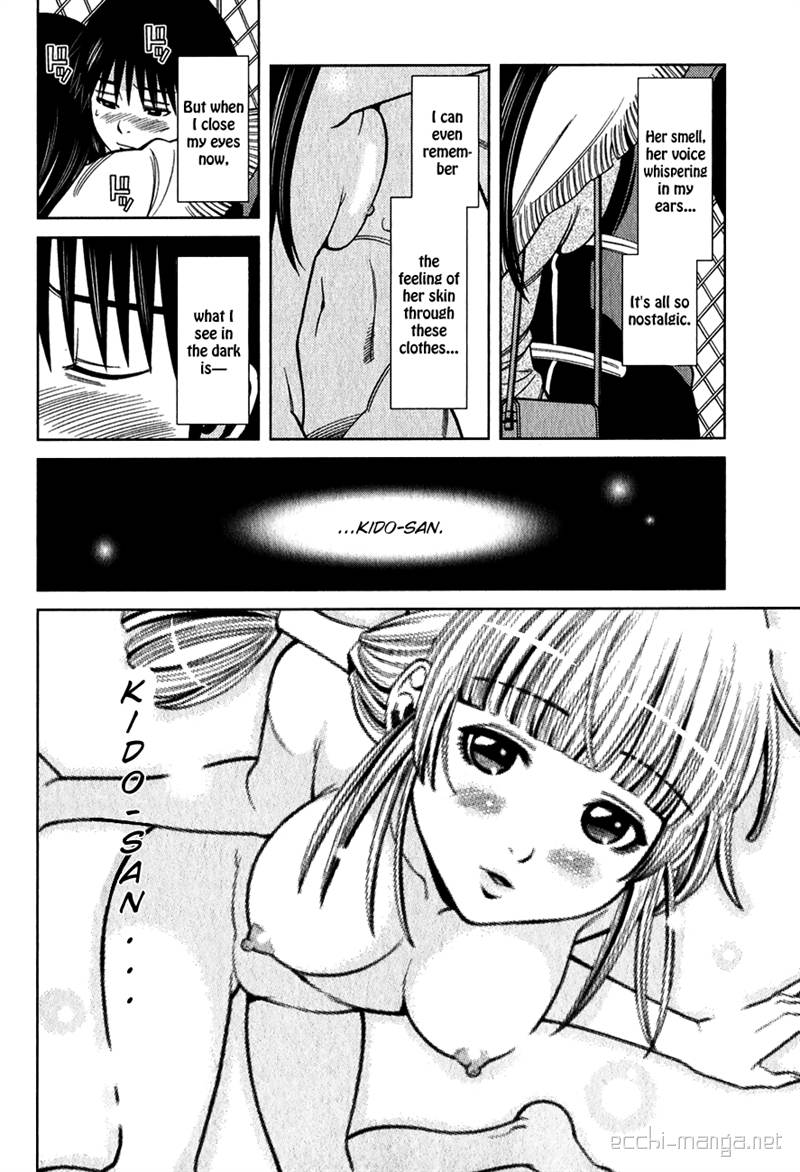 Her smell,
her voice
whispering
in my
ears...
It's all so
nostalgic.
I can
even
remem-
ber
the
feeling of
her skin
through
these
clothes...
But when
I close
my eyes
now,
what I
see in
the dark
is—
...KIDO-SAN.
KIDO-SAN...
ecchi-manga.net